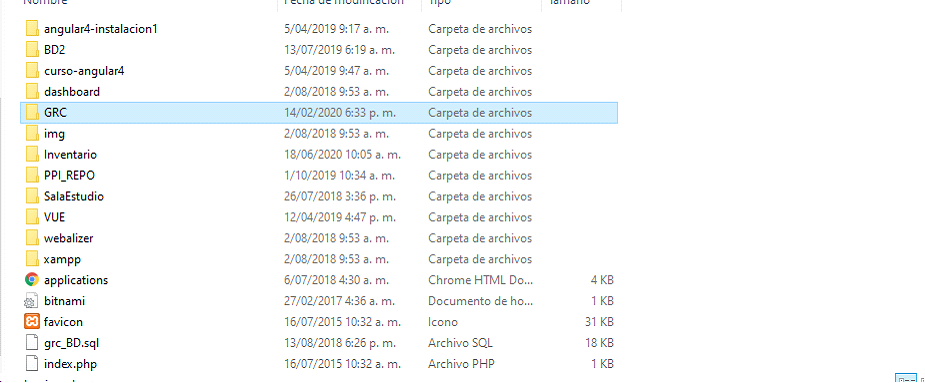 Nombre Fecha de modificación Tipo Tamaño
angular4-instalacion1 5/04/2019 9:17 a. m. Carpeta de archivos
BD2 13/07/2019 6:19 a. m. Carpeta de archivos
curso-angular4 5/04/2019 9:47 a. m. Carpeta de archivos
dashboard 2/08/2018 9:53 a. m. Carpeta de archivos
GRC 14/02/2020 6:33 p. m. Carpeta de archivos
img 2/08/2018 9:53 a. m. Carpeta de archivos
Inventario 18/06/2020 10:05 a. m. Carpeta de archivos
PPI_REPO 1/10/2019 10:34 a. m. Carpeta de archivos
SalaEstudio 26/07/2018 3:36 p. m. Carpeta de archivos
VUE 12/04/2019 4:47 p. m. Carpeta de archivos
webalizer 2/08/2018 9:53 a. m. Carpeta de archivos
xampp 2/08/2018 9:53 a. m. Carpeta de archivos
applications 6/07/2018 4:30 a. m. Chrome HTML Do... 4 KB
bitnami 27/02/2017 4:36 a. m. Documento de ho... 1 KB
favicon 16/07/2015 10:32 a. m. Icono 31 KB
grc_BD.sql 13/08/2018 6:26 p. m. Archivo SQL 18 KB
index.php 16/07/2015 10:32 a. m. Archivo PHP 1 KB